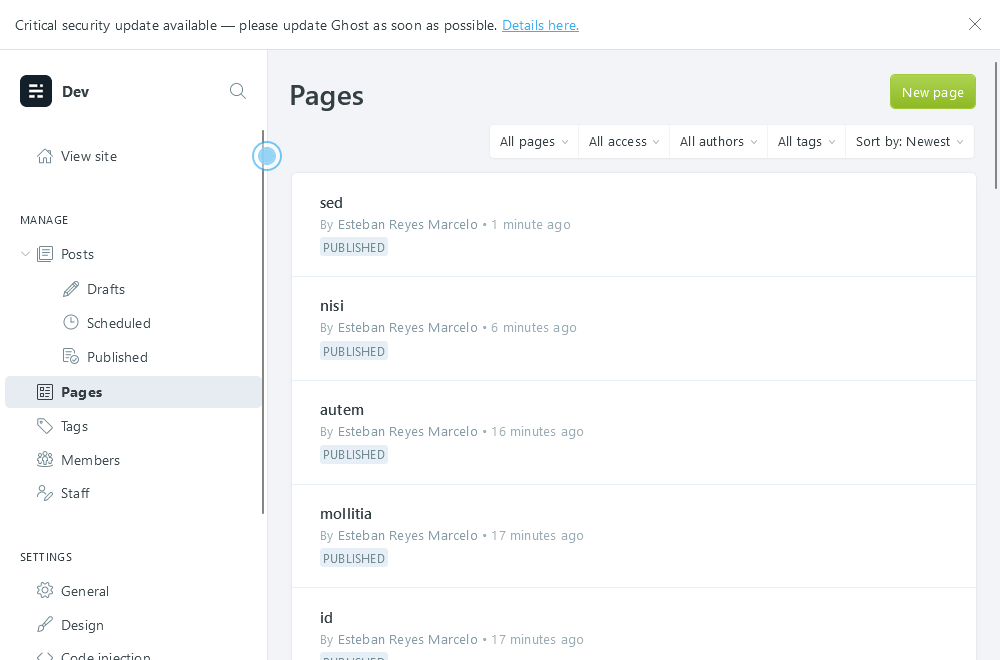 Critical security update available — please update Ghost as soon as possible. Details here.
Dev
View site
MANAGE
Posts
Drafts
Scheduled
Published
Pages
Tags
Members
Staff
SETTINGS
General
Design
Code injection
Pages
New page
All pages
All access
All authors
All tags
Sort by: Newest
sed
By Esteban Reyes Marcelo • 1 minute ago
PUBLISHED
nisi
By Esteban Reyes Marcelo • 6 minutes ago
PUBLISHED
autem
By Esteban Reyes Marcelo • 16 minutes ago
PUBLISHED
mollitia
By Esteban Reyes Marcelo • 17 minutes ago
PUBLISHED
id
By Esteban Reyes Marcelo • 17 minutes ago
PUBLISHED